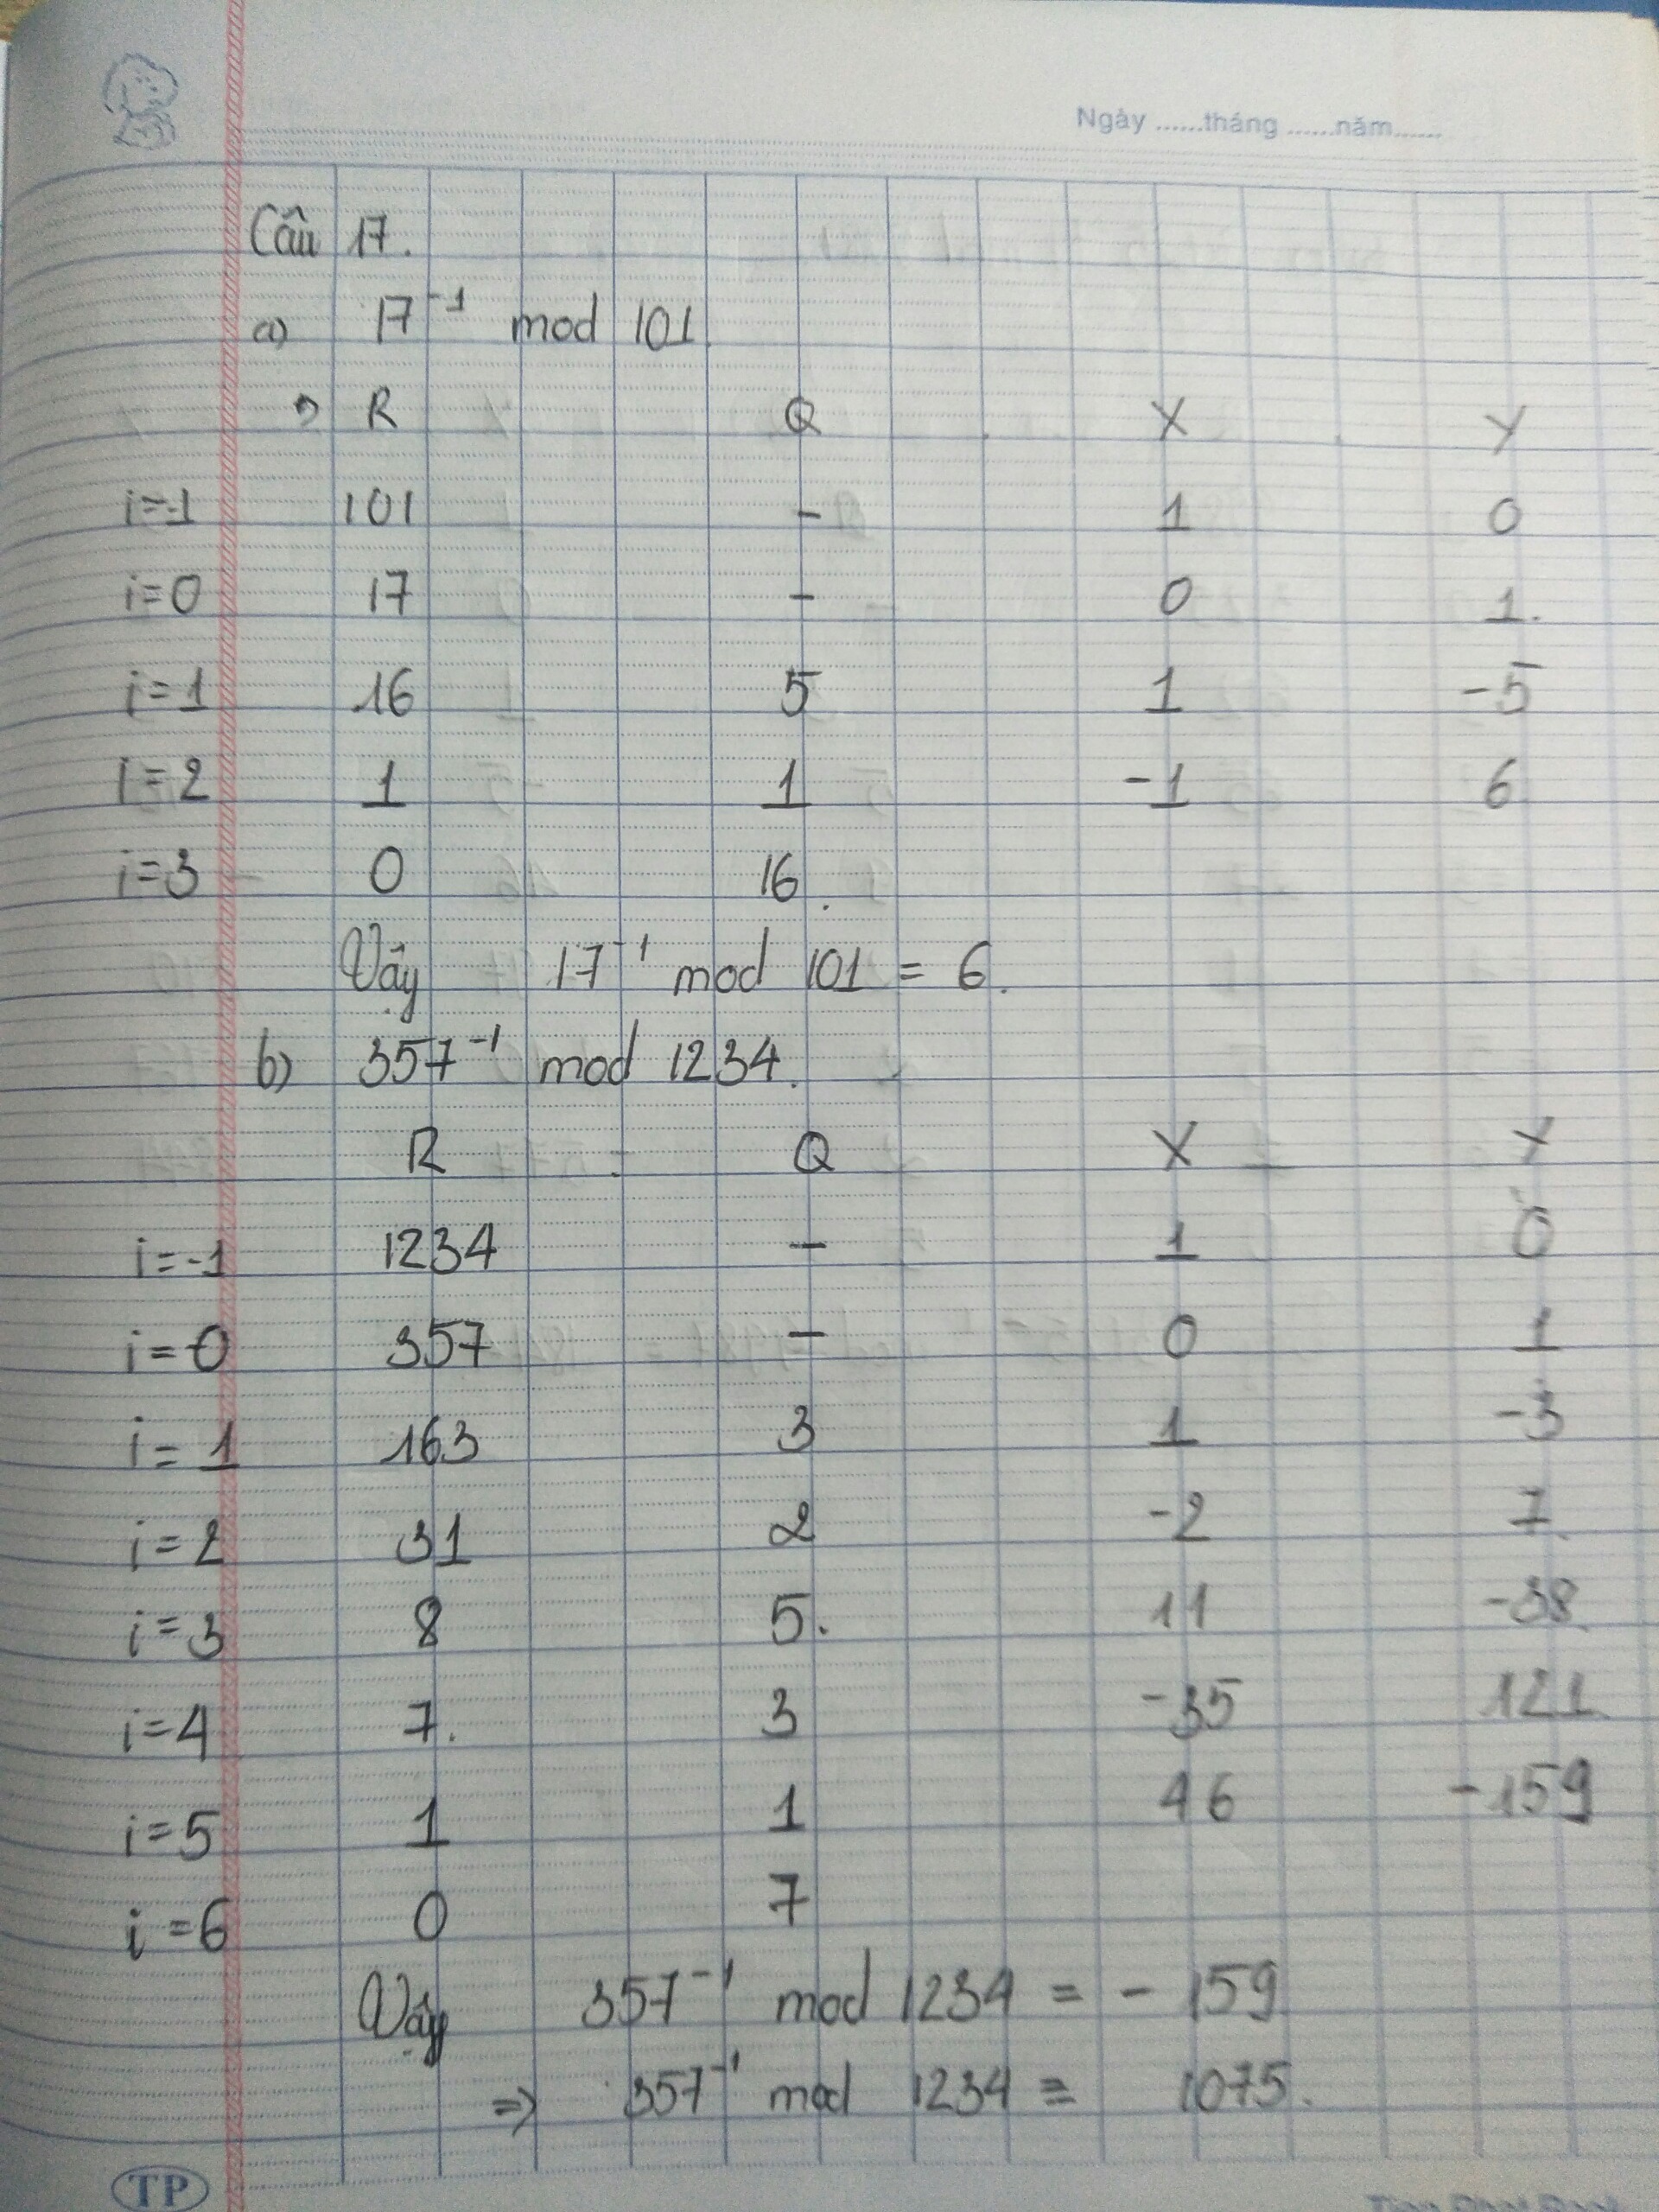 Ngày ......tháng ......năm......
Câu 17.
a) 17⁻¹ mod 101.
R Q X Y
i=-1 101 - 1 0
i=0 17 - 0 1.
i=1 16 5 1 -5
i=2 1 1 -1 6
i=3 0 16.
Vậy 17⁻¹ mod 101 = 6.
b) 357⁻¹ mod 1234.
R Q X Y
i=-1 1234 - 1 0
i=0 357 - 0 1
i=1 163 3 1 -3
i=2 31 2 -2 7
i=3 8 5. 11 -38
i=4 7. 3 -35 121
i=5 1 1 46 -159
i=6 0 7
Vậy 357⁻¹ mod 1234 = -159
⇒ 357⁻¹ mod 1234 = 1075.
TP